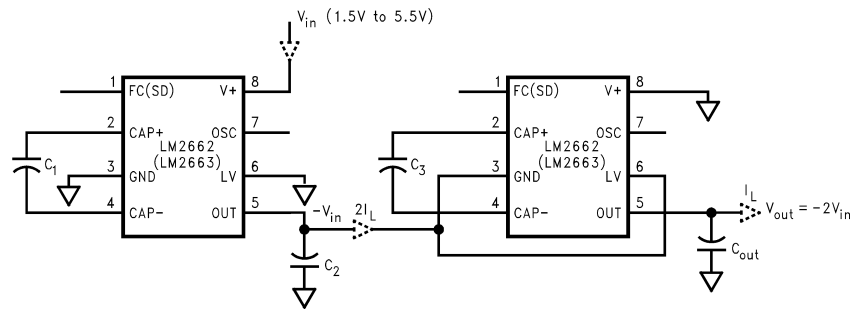 V_in (1.5V to 5.5V)
1 FC(SD) V+ 8
2 CAP+ OSC 7
LM2662
(LM2663)
3 GND LV 6
4 CAP- OUT 5
C_1
-V_in
2I_L
C_2
1 FC(SD) V+ 8
2 CAP+ OSC 7
LM2662
(LM2663)
3 GND LV 6
4 CAP- OUT 5
C_3
I_L
V_out = -2V_in
C_out